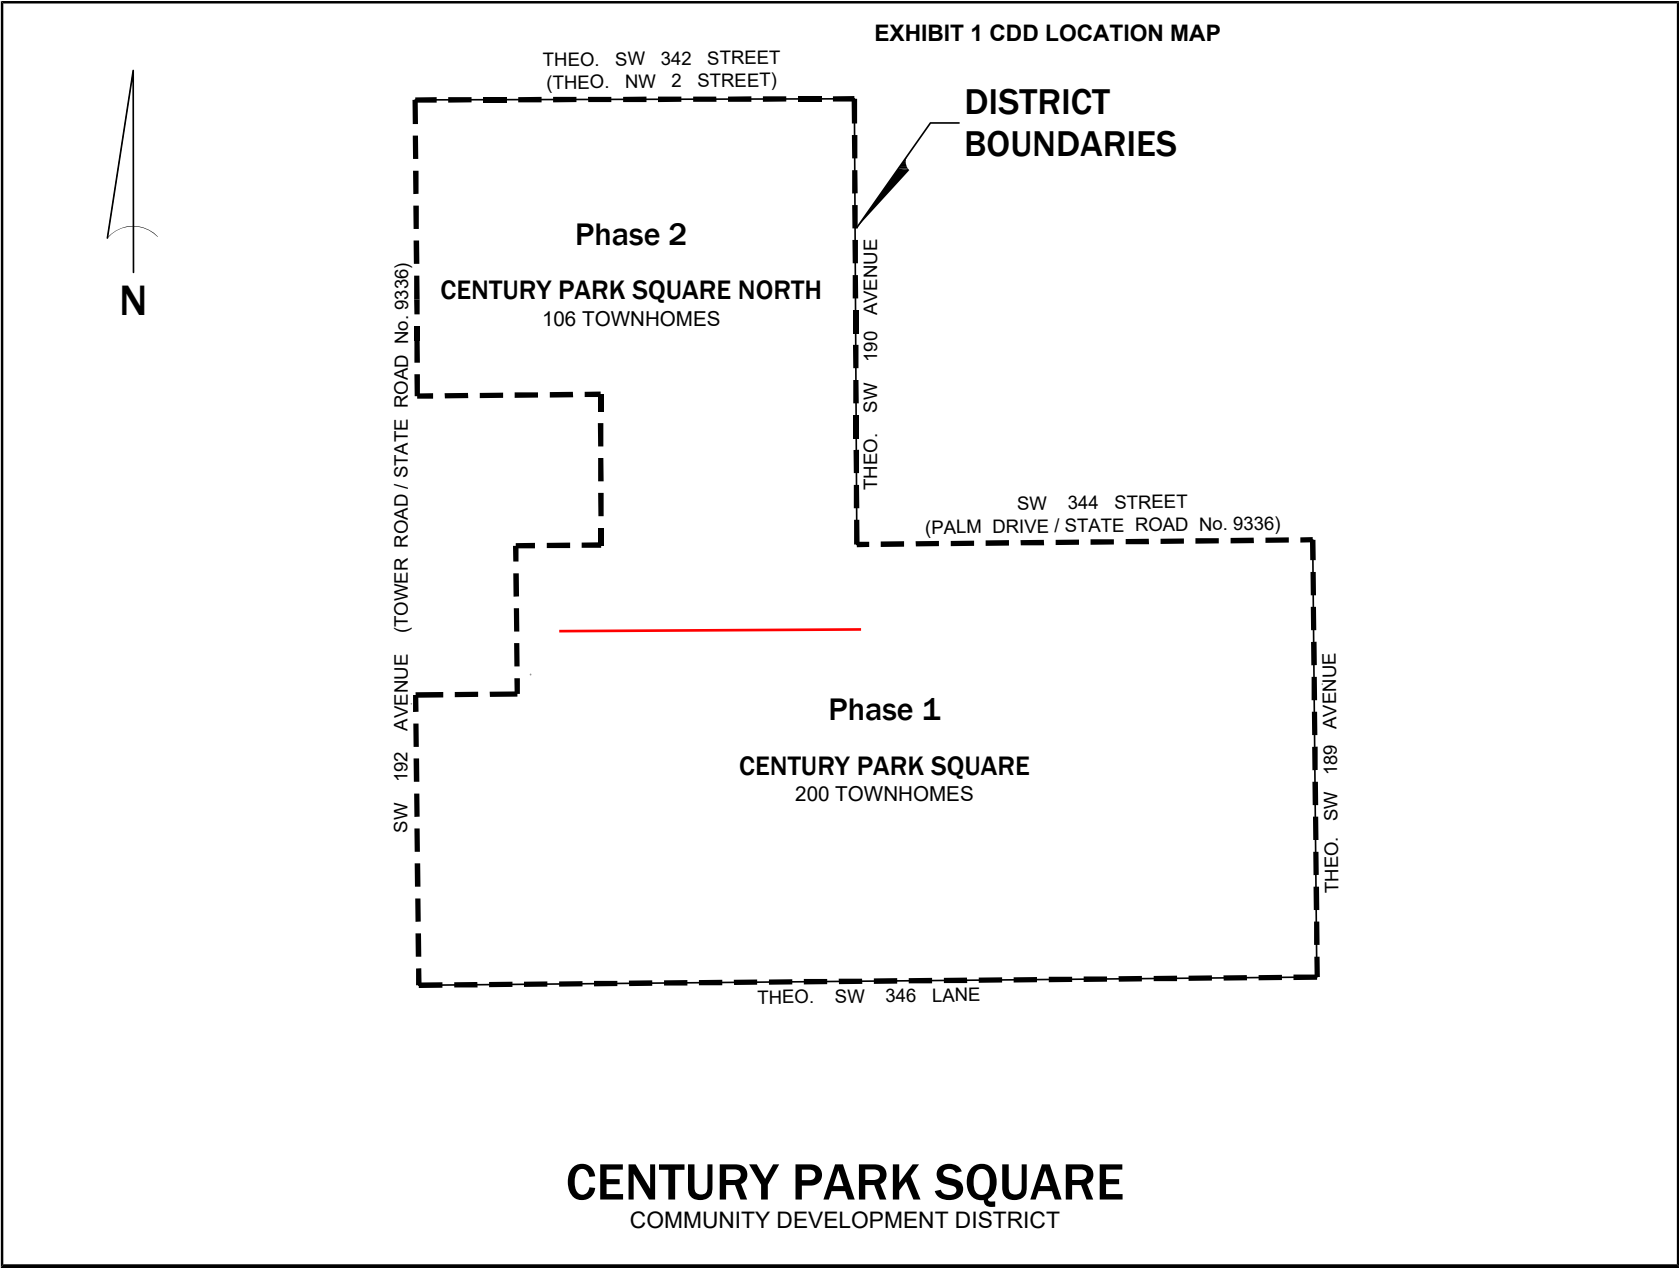 EXHIBIT 1 CDD LOCATION MAP
THEO. SW 342 STREET
(THEO. NW 2 STREET)
DISTRICT
BOUNDARIES
N
Phase 2
CENTURY PARK SQUARE NORTH
106 TOWNHOMES
SW 192 AVENUE (TOWER ROAD / STATE ROAD No. 9336)
THEO. SW 190 AVENUE
SW 344 STREET
(PALM DRIVE / STATE ROAD No. 9336)
Phase 1
CENTURY PARK SQUARE
200 TOWNHOMES
THEO. SW 189 AVENUE
THEO. SW 346 LANE
CENTURY PARK SQUARE
COMMUNITY DEVELOPMENT DISTRICT